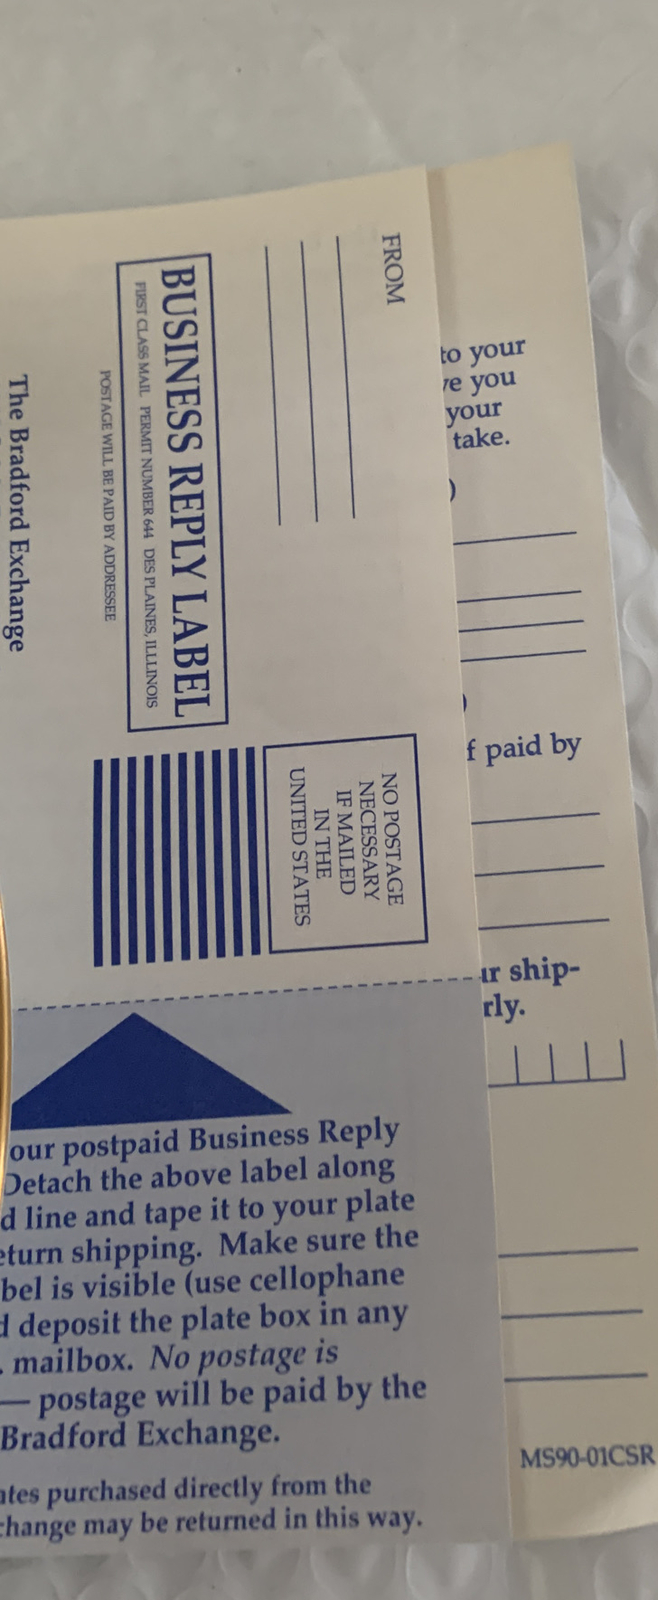 FROM
BUSINESS REPLY LABEL
FIRST CLASS MAIL PERMIT NUMBER 644 DES PLAINES, ILLLINOIS
POSTAGE WILL BE PAID BY ADDRESSEE
The Bradford Exchange
NO POSTAGE
NECESSARY
IF MAILED
IN THE
UNITED STATES
our postpaid Business Reply
Detach the above label along
d line and tape it to your plate
eturn shipping. Make sure the
bel is visible (use cellophane
d deposit the plate box in any
. mailbox. No postage is
— postage will be paid by the
Bradford Exchange.
ates purchased directly from the
change may be returned in this way.
to your
ve you
your
take.
)
)
f paid by
ur ship-
rly.
MS90-01CSR